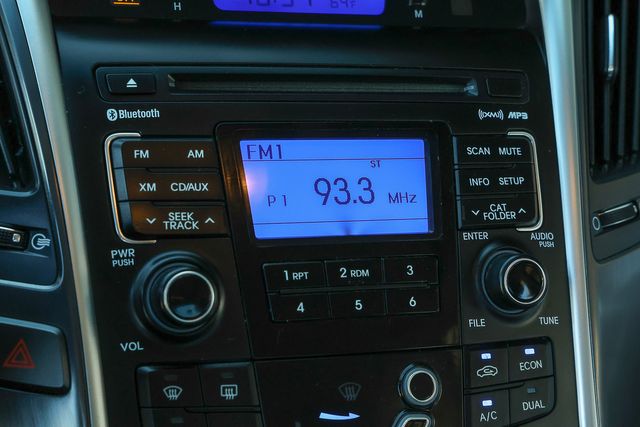 OFF H M
Bluetooth XM MP3
FM AM
XM CD/AUX
SEEK
TRACK
FM1
ST
P1 93.3 MHz
SCAN MUTE
INFO SETUP
CAT
FOLDER
PWR
PUSH
VOL
1 RPT 2 RDM 3
4 5 6
ENTER AUDIO
PUSH
FILE TUNE
ECON
A/C DUAL